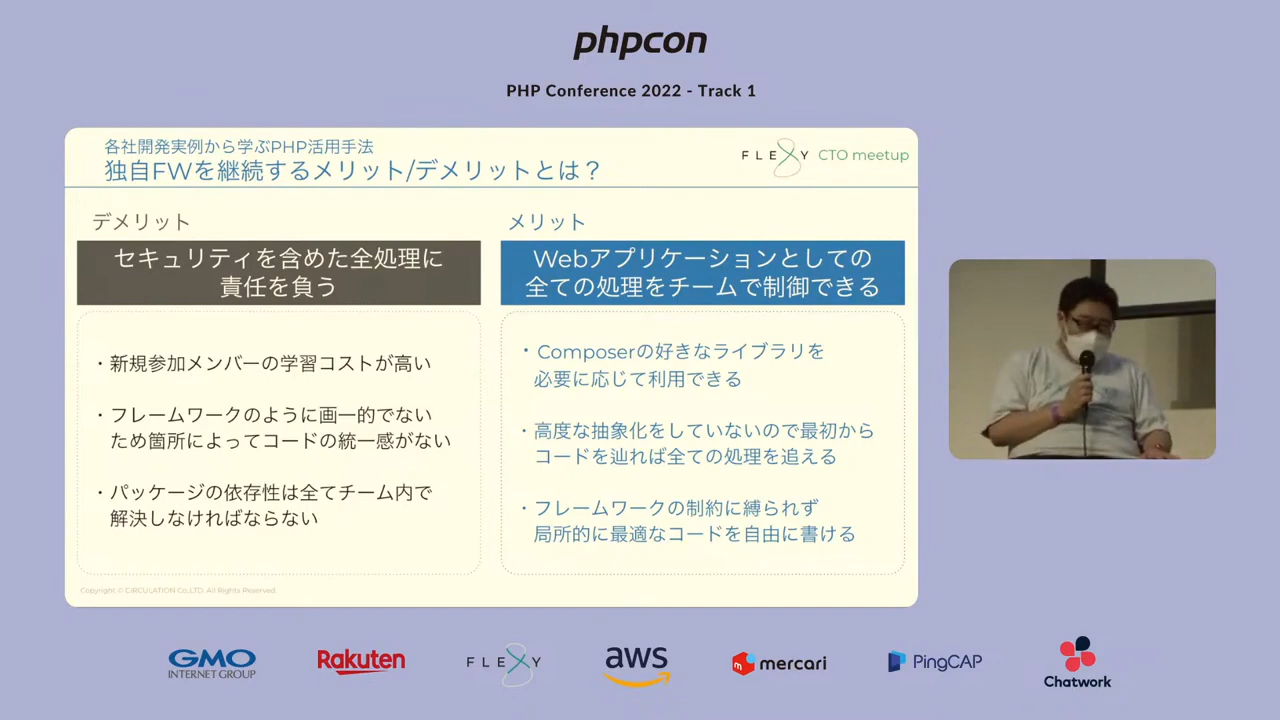 phpcon
PHP Conference 2022 - Track 1
各社開発実例から学ぶPHP活用手法
独自FWを継続するメリット/デメリットとは？
FLEXY CTO meetup
デメリット
セキュリティを含めた全処理に
責任を負う
・新規参加メンバーの学習コストが高い
・フレームワークのように画一的でない
ため箇所によってコードの統一感がない
・パッケージの依存性は全てチーム内で
解決しなければならない
メリット
Webアプリケーションとしての
全ての処理をチームで制御できる
・Composerの好きなライブラリを
必要に応じて利用できる
・高度な抽象化をしていないので最初から
コードを辿れば全ての処理を追える
・フレームワークの制約に縛られず
局所的に最適なコードを自由に書ける
Copyright © CIRCULATION Co.,LTD. All Rights Reserved.
GMO
INTERNET GROUP
Rakuten
FLEXY
aws
mercari
PingCAP
Chatwork